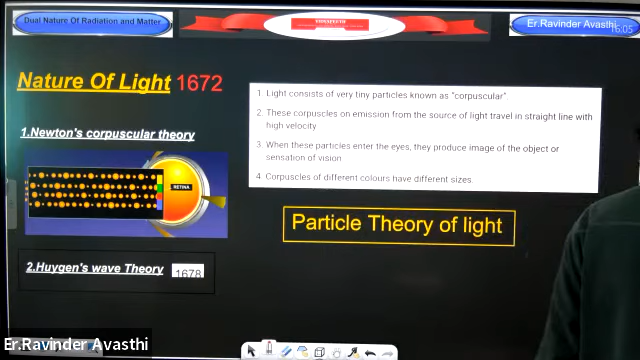 Dual Nature Of Radiation and Matter
Er.Ravinder Avasthi
16:05
Nature Of Light 1672
1.Newton's corpuscular theory
RETINA
1. Light consists of very tiny particles known as "corpuscular".
2. These corpuscles on emission from the source of light travel in straight line with
high velocity
3. When these particles enter the eyes, they produce image of the object or
sensation of vision
4. Corpuscles of different colours have different sizes.
Particle Theory of light
2.Huygen's wave Theory
1678
Er.Ravinder Avasthi